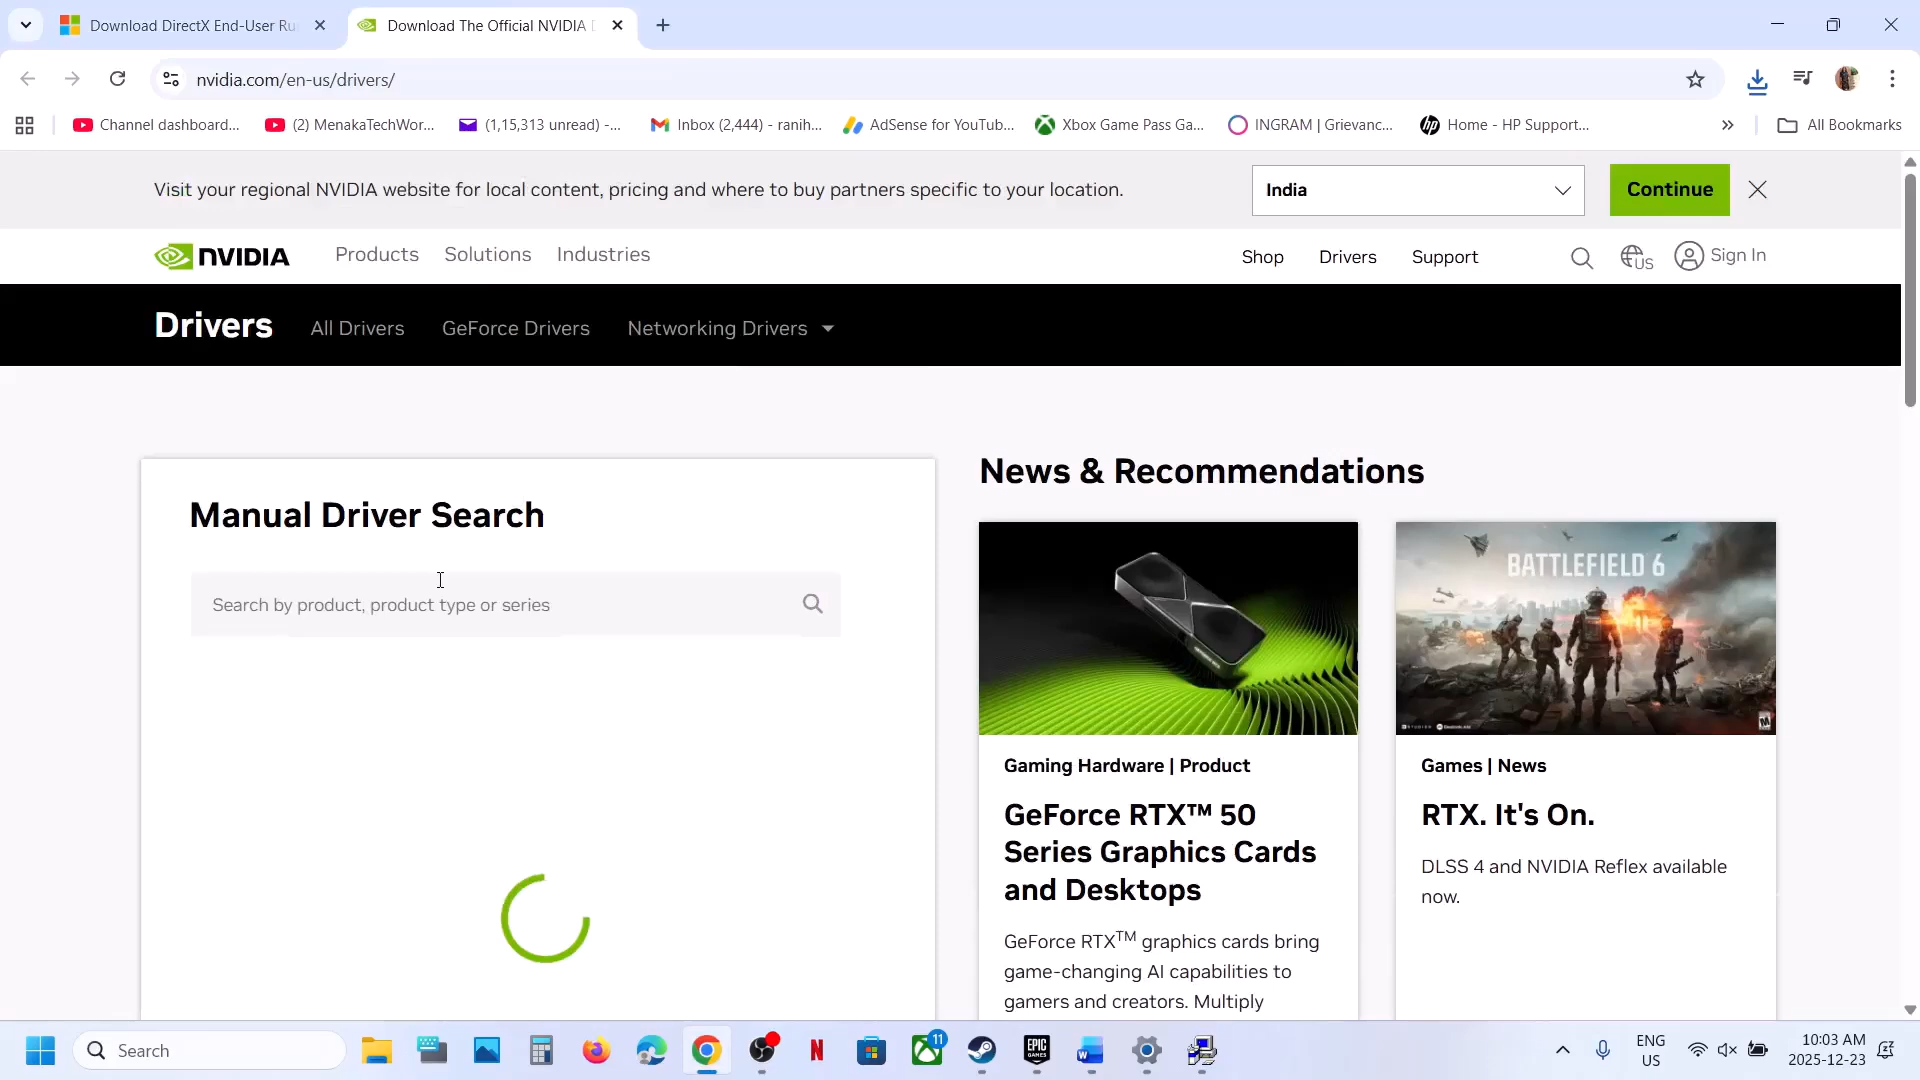 Download DirectX End-User Ru
Download The Official NVIDIA D
nvidia.com/en-us/drivers/
Channel dashboard...
(2) MenakaTechWor...
(1,15,313 unread) -...
Inbox (2,444) - ranih...
AdSense for YouTub...
Xbox Game Pass Ga...
INGRAM | Grievanc...
Home - HP Support...
All Bookmarks
Visit your regional NVIDIA website for local content, pricing and where to buy partners specific to your location.
India
Continue
NVIDIA
Products
Solutions
Industries
Shop
Drivers
Support
US
Sign In
Drivers
All Drivers
GeForce Drivers
Networking Drivers
Manual Driver Search
Search by product, product type or series
News & Recommendations
BATTLEFIELD 6
Gaming Hardware | Product
GeForce RTX™ 50
Series Graphics Cards
and Desktops
GeForce RTX™ graphics cards bring
game-changing AI capabilities to
gamers and creators. Multiply
Games | News
RTX. It's On.
DLSS 4 and NVIDIA Reflex available
now.
Search
11
ENG
US
10:03 AM
2025-12-23